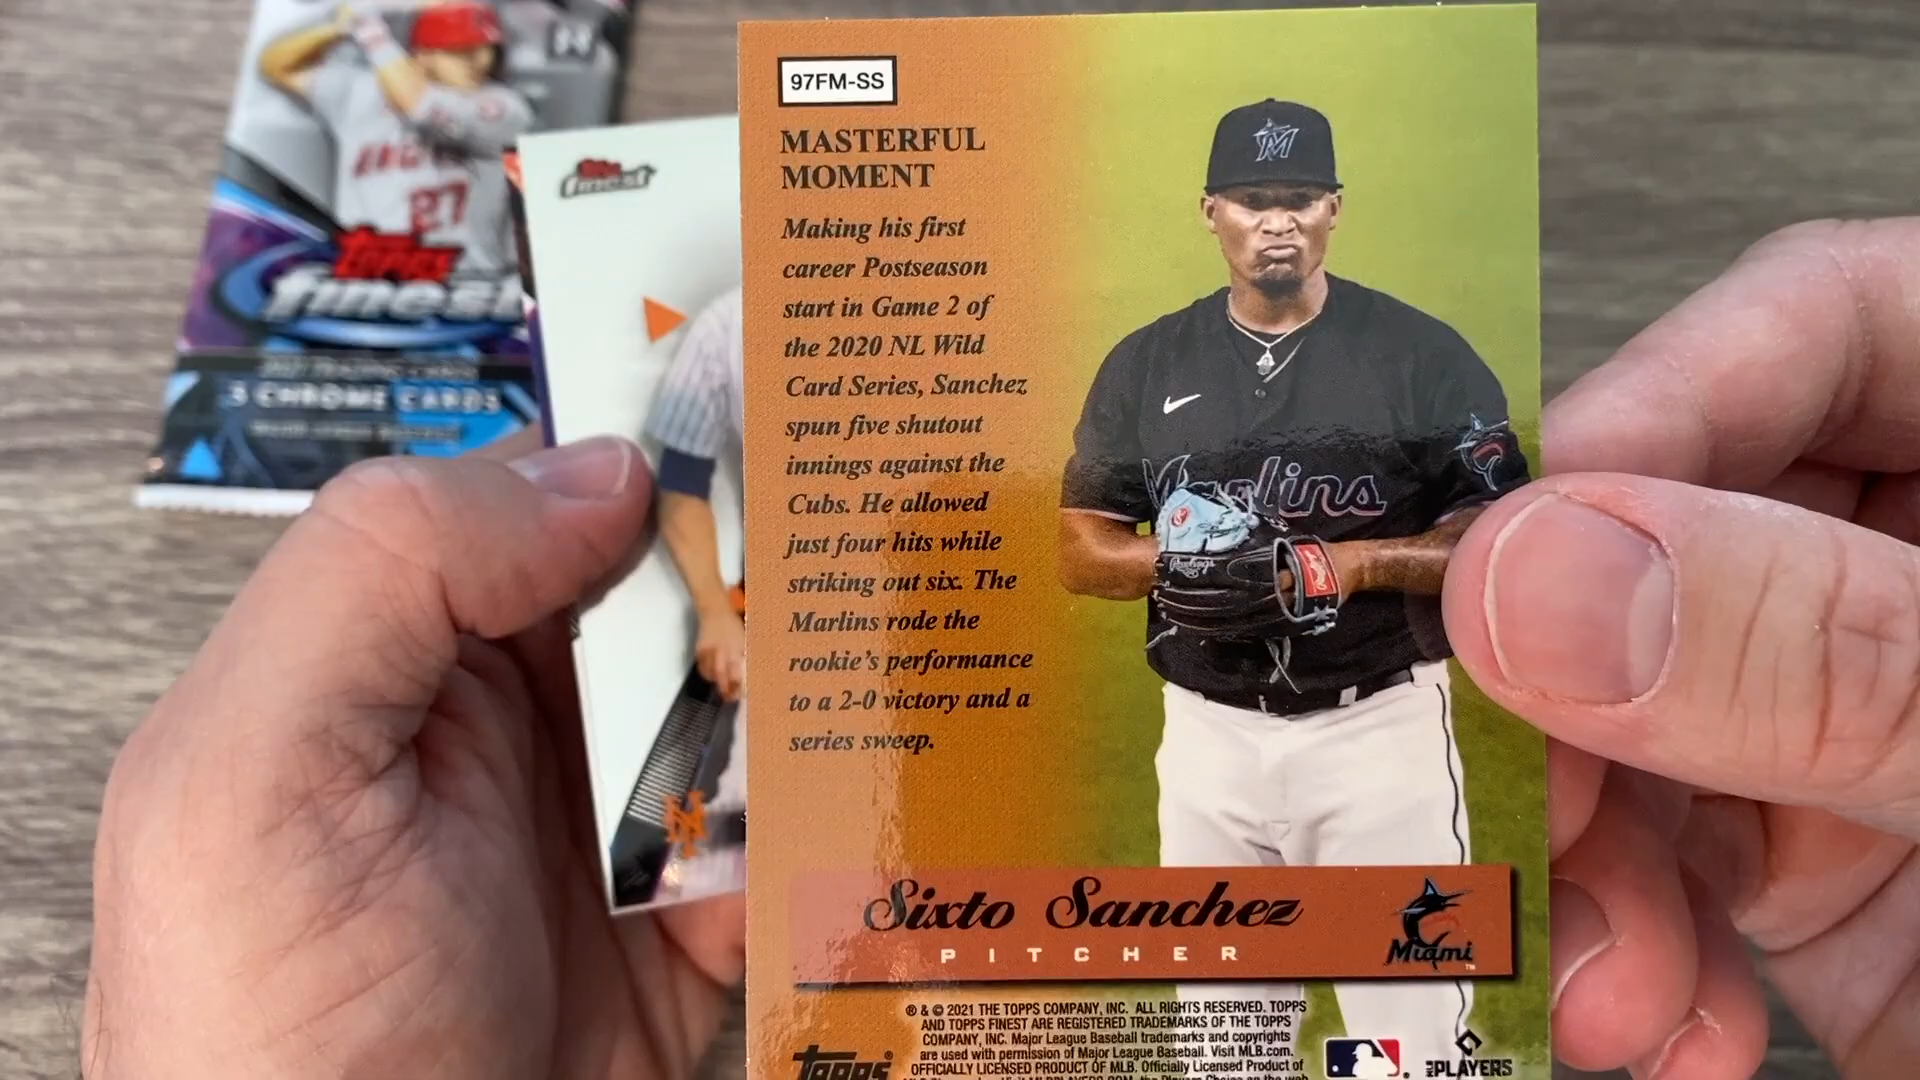 97FM-SS
MASTERFUL
MOMENT
Making his first
career Postseason
start in Game 2 of
the 2020 NL Wild
Card Series, Sanchez
spun five shutout
innings against the
Cubs. He allowed
just four hits while
striking out six. The
Marlins rode the
rookie's performance
to a 2-0 victory and a
series sweep.
M
Marlins
Rawlings
Sixto Sanchez
PITCHER
Miami
TM
® & © 2021 THE TOPPS COMPANY, INC. ALL RIGHTS RESERVED. TOPPS
AND TOPPS FINEST ARE REGISTERED TRADEMARKS OF THE TOPPS
COMPANY, INC. Major League Baseball trademarks and copyrights
are used with permission of Major League Baseball. Visit MLB.com.
OFFICIALLY LICENSED PRODUCT OF MLB. Officially Licensed Product of
topps®
PLAYERS
finest
NY
27
topps
finest
3 CHROME CARDS